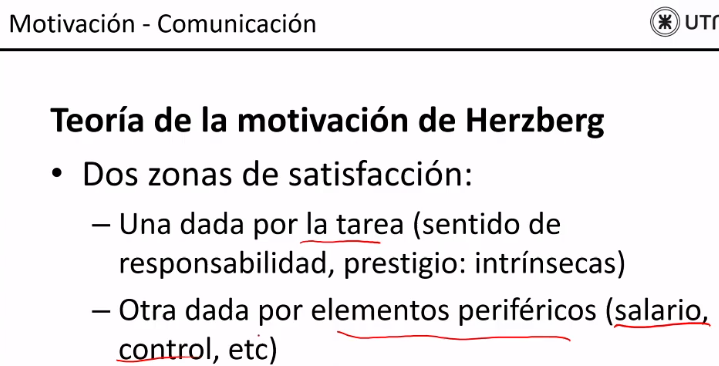 Motivación - Comunicación
Teoría de la motivación de Herzberg
• Dos zonas de satisfacción:
– Una dada por la tarea (sentido de
responsabilidad, prestigio: intrínsecas)
– Otra dada por elementos periféricos (salario,
control, etc)